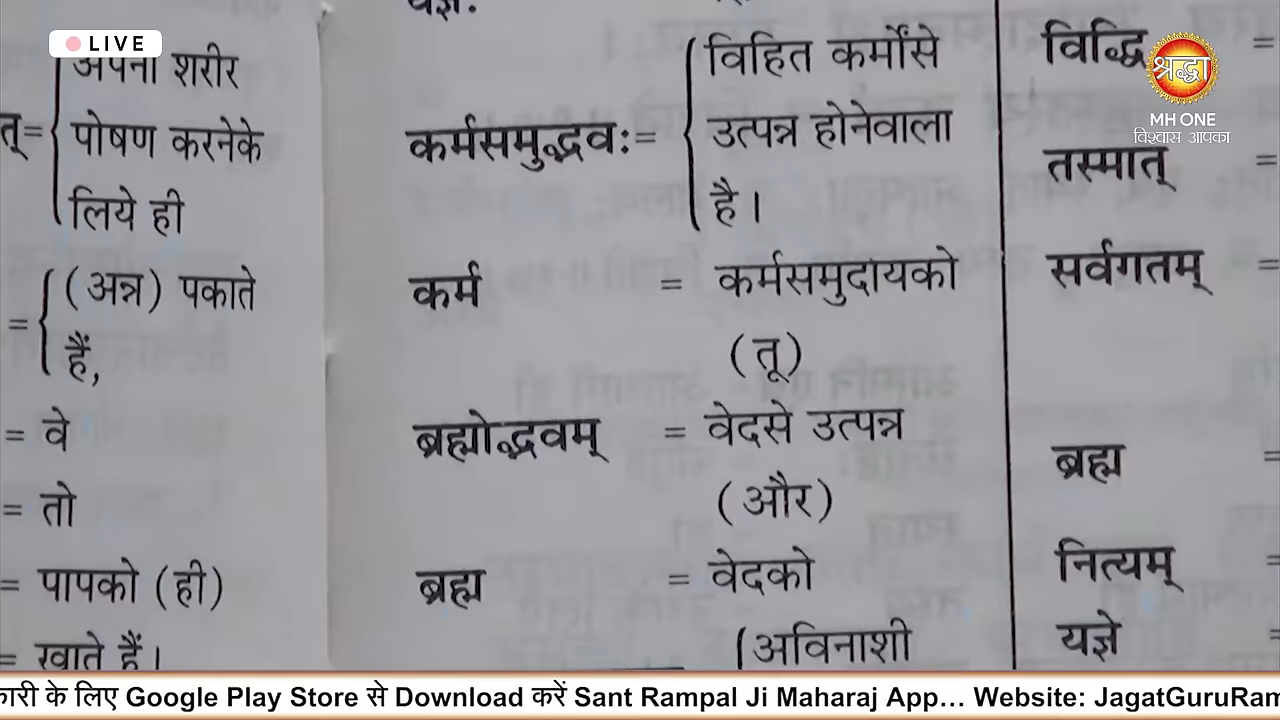 LIVE
अपना शरीर
त्=
पोषण करनेके
लिये ही
= (अन्न) पकाते
हैं,
= वे
= तो
= पापको (ही)
= खाते हैं।
विहित कर्मोंसे
कर्मसमुद्भवः= उत्पन्न होनेवाला
है।
कर्म = कर्मसमुदायको
(तू)
ब्रह्मोद्भवम् = वेदसे उत्पन्न
(और)
ब्रह्म = वेदको
अविनाशी
विद्धि =
तस्मात् =
सर्वगतम् =
ब्रह्म =
नित्यम् =
यज्ञे =
श्रद्धा
MH ONE
विश्वास आपका
कारी के लिए Google Play Store से Download करें Sant Rampal Ji Maharaj App... Website: JagatGuruRam